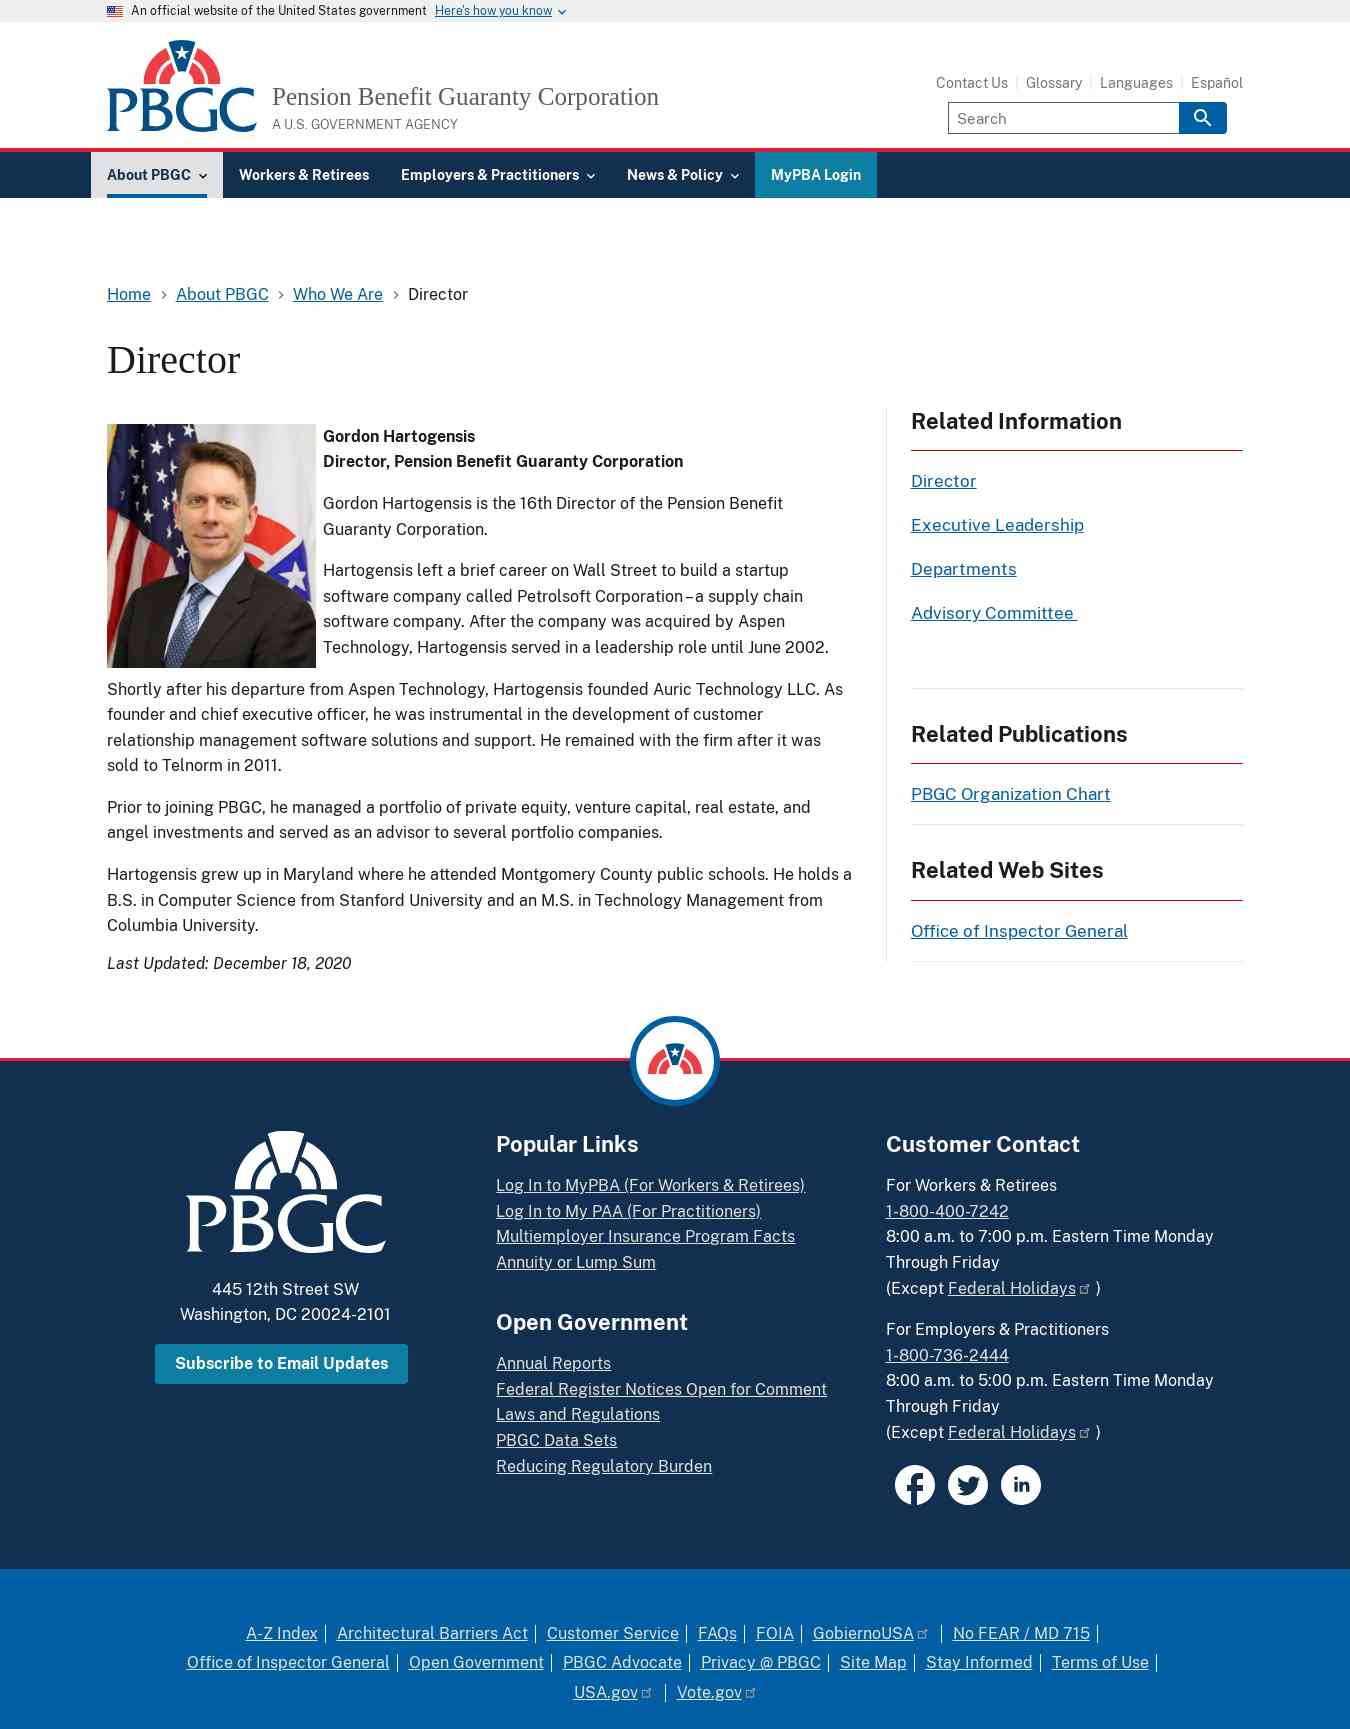 An official website of the United States government Here's how you know
PBGC
Pension Benefit Guaranty Corporation
A U.S. GOVERNMENT AGENCY
Contact Us Glossary Languages Español
Search
About PBGC Workers & Retirees Employers & Practitioners News & Policy MyPBA Login
Home About PBGC Who We Are Director
Director
Gordon Hartogensis
Director, Pension Benefit Guaranty Corporation
Gordon Hartogensis is the 16th Director of the Pension Benefit
Guaranty Corporation.
Hartogensis left a brief career on Wall Street to build a startup
software company called Petrolsoft Corporation – a supply chain
software company. After the company was acquired by Aspen
Technology, Hartogensis served in a leadership role until June 2002.
Shortly after his departure from Aspen Technology, Hartogensis founded Auric Technology LLC. As
founder and chief executive officer, he was instrumental in the development of customer
relationship management software solutions and support. He remained with the firm after it was
sold to Telnorm in 2011.
Prior to joining PBGC, he managed a portfolio of private equity, venture capital, real estate, and
angel investments and served as an advisor to several portfolio companies.
Hartogensis grew up in Maryland where he attended Montgomery County public schools. He holds a
B.S. in Computer Science from Stanford University and an M.S. in Technology Management from
Columbia University.
Last Updated: December 18, 2020
Related Information
Director
Executive Leadership
Departments
Advisory Committee
Related Publications
PBGC Organization Chart
Related Web Sites
Office of Inspector General
PBGC
445 12th Street SW
Washington, DC 20024-2101
Subscribe to Email Updates
Popular Links
Log In to MyPBA (For Workers & Retirees)
Log In to My PAA (For Practitioners)
Multiemployer Insurance Program Facts
Annuity or Lump Sum
Open Government
Annual Reports
Federal Register Notices Open for Comment
Laws and Regulations
PBGC Data Sets
Reducing Regulatory Burden
Customer Contact
For Workers & Retirees
1-800-400-7242
8:00 a.m. to 7:00 p.m. Eastern Time Monday
Through Friday
(Except Federal Holidays )
For Employers & Practitioners
1-800-736-2444
8:00 a.m. to 5:00 p.m. Eastern Time Monday
Through Friday
(Except Federal Holidays )
in
A-Z Index Architectural Barriers Act Customer Service FAQs FOIA GobiernoUSA No FEAR / MD 715
Office of Inspector General Open Government PBGC Advocate Privacy @ PBGC Site Map Stay Informed Terms of Use
USA.gov Vote.gov